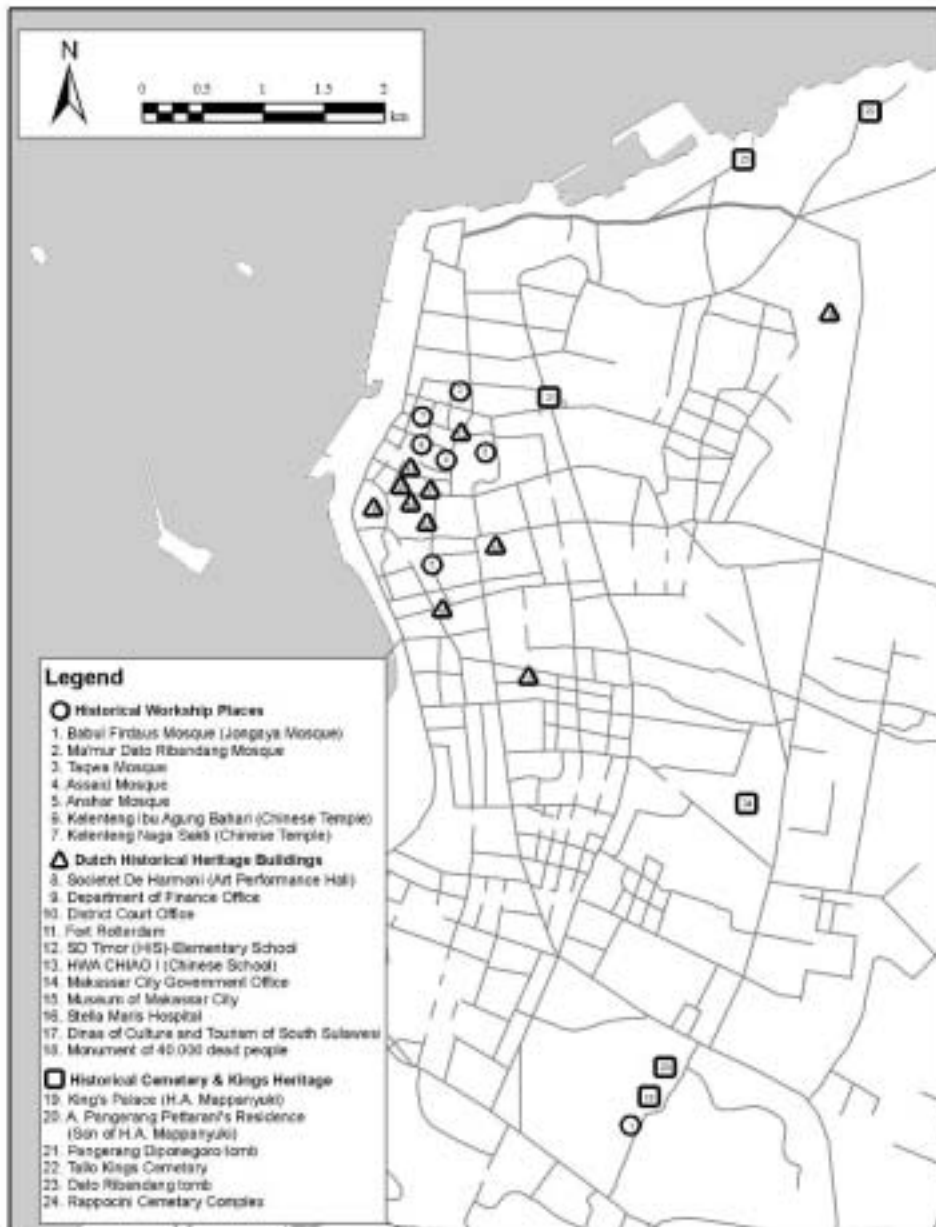 N
0 0.5 1 1.5 2
km
Legend
Historical Workship Places
1. Babul Firdaus Mosque (Jongaya Mosque)
2. Ma'mur Dato Ribandang Mosque
3. Taqwa Mosque
4. Assaid Mosque
5. Anshar Mosque
6. Kelenteng Ibu Agung Bahari (Chinese Temple)
7. Kelenteng Naga Sakti (Chinese Temple)
Dutch Historical Heritage Buildings
8. Societet De Harmoni (Art Performance Hall)
9. Department of Finance Office
10. District Court Office
11. Fort Rotterdam
12. SD Timor (HIS)-Elementary School
13. HWA CHIAO I (Chinese School)
14. Makassar City Government Office
15. Museum of Makassar City
16. Stella Maris Hospital
17. Dinas of Culture and Tourism of South Sulawesi
18. Monument of 40.000 dead people
Historical Cemetery & Kings Heritage
19. King's Palace (H.A. Mappanyuki)
20. A. Pangerang Pettarani's Residence
(Son of H.A. Mappanyuki)
21. Pangerang Diponegoro tomb
22. Tallo Kings Cemetary
23. Dato Ribandang tomb
24. Rappocini Cemetary Complex